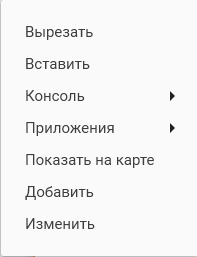 Вырезать
Вставить
Консоль
Приложения
Показать на карте
Добавить
Изменить